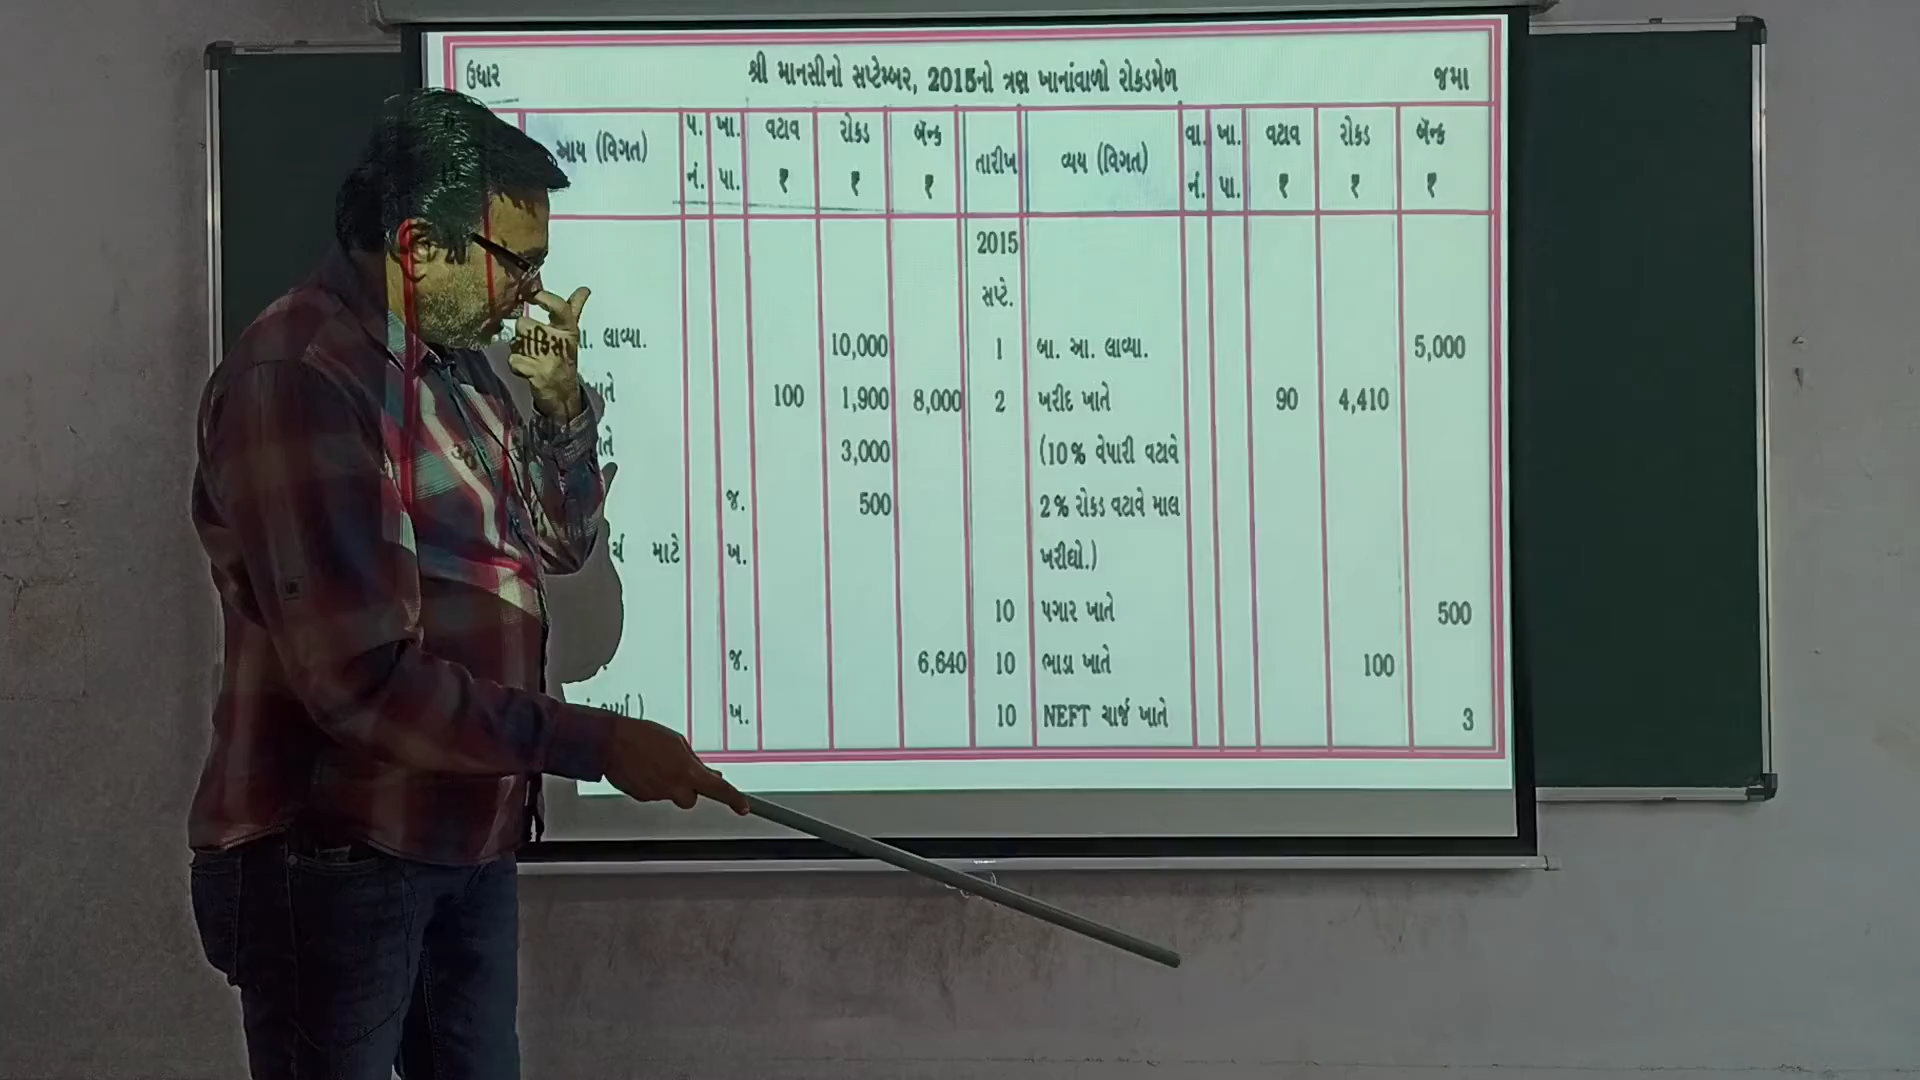 ઉધાર શ્રી માનસીનો સપ્ટેમ્બર, 2015નો ત્રણ ખાનાંવાળો રોકડમેળ જમા
આય (વિગત) પ. નં. ખા. પા. વટાવ ₹ રોકડ ₹ બૅન્ક ₹ તારીખ વ્યય (વિગત) વા. નં. ખા. પા. વટાવ ₹ રોકડ ₹ બૅન્ક ₹
2015
સપ્ટે.
લાવ્યા. 10,000 1 બા. આ. લાવ્યા. 5,000
100 1,900 8,000 2 ખરીદ ખાતે 90 4,410
3,000 (10% વેપારી વટાવે
જ. 500 2% રોકડ વટાવે માલ
માટે ખ. ખરીદ્યો.)
10 પગાર ખાતે 500
જ. 6,640 10 ભાડા ખાતે 100
ખ. 10 NEFT ચાર્જ ખાતે 3